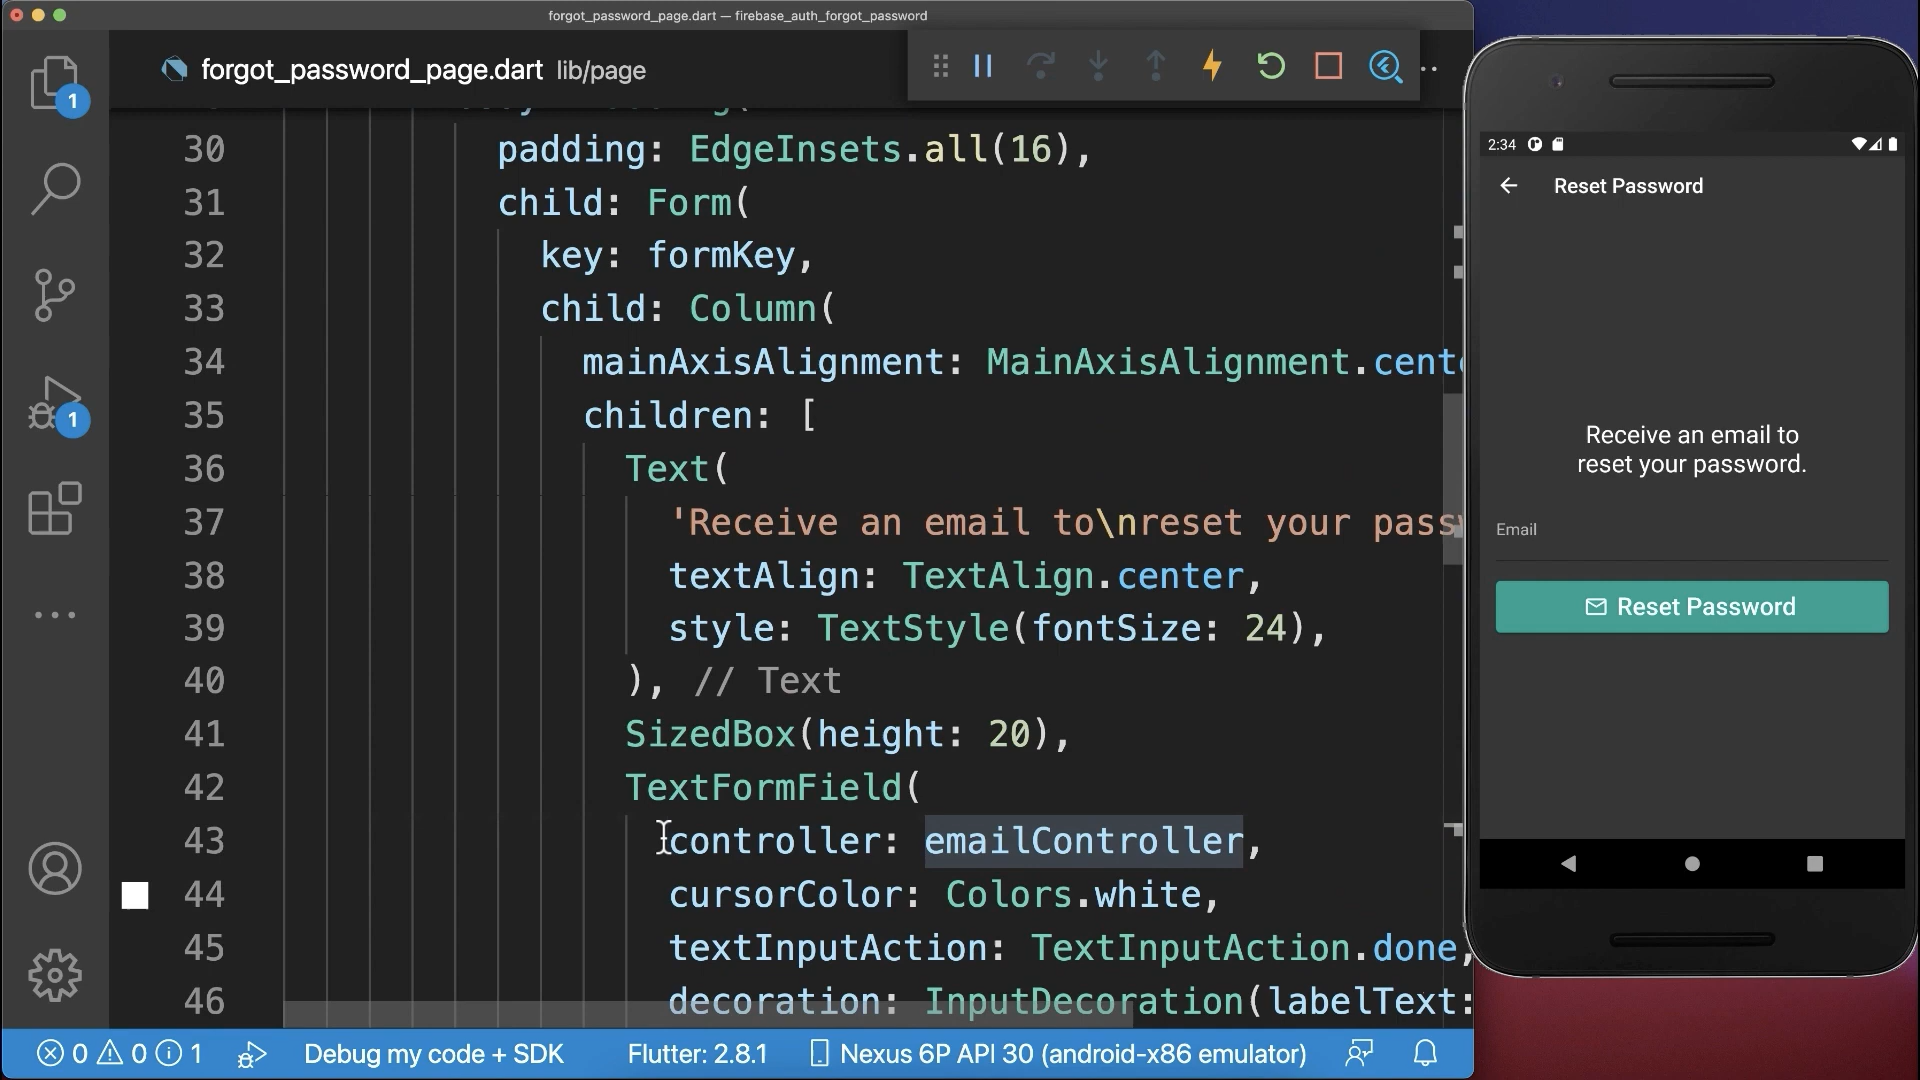 forgot_password_page.dart — firebase_auth_forgot_password
forgot_password_page.dart lib/page
1
1
30 padding: EdgeInsets.all(16),
31 child: Form(
32 key: formKey,
33 child: Column(
34 mainAxisAlignment: MainAxisAlignment.cent
35 children: [
36 Text(
37 'Receive an email to\nreset your pass
38 textAlign: TextAlign.center,
39 style: TextStyle(fontSize: 24),
40 ), // Text
41 SizedBox(height: 20),
42 TextFormField(
43 controller: emailController,
44 cursorColor: Colors.white,
45 textInputAction: TextInputAction.done,
46 decoration: InputDecoration(labelText:
0 0 1 Debug my code + SDK Flutter: 2.8.1 Nexus 6P API 30 (android-x86 emulator)
2:34
Reset Password
Receive an email to
reset your password.
Email
Reset Password